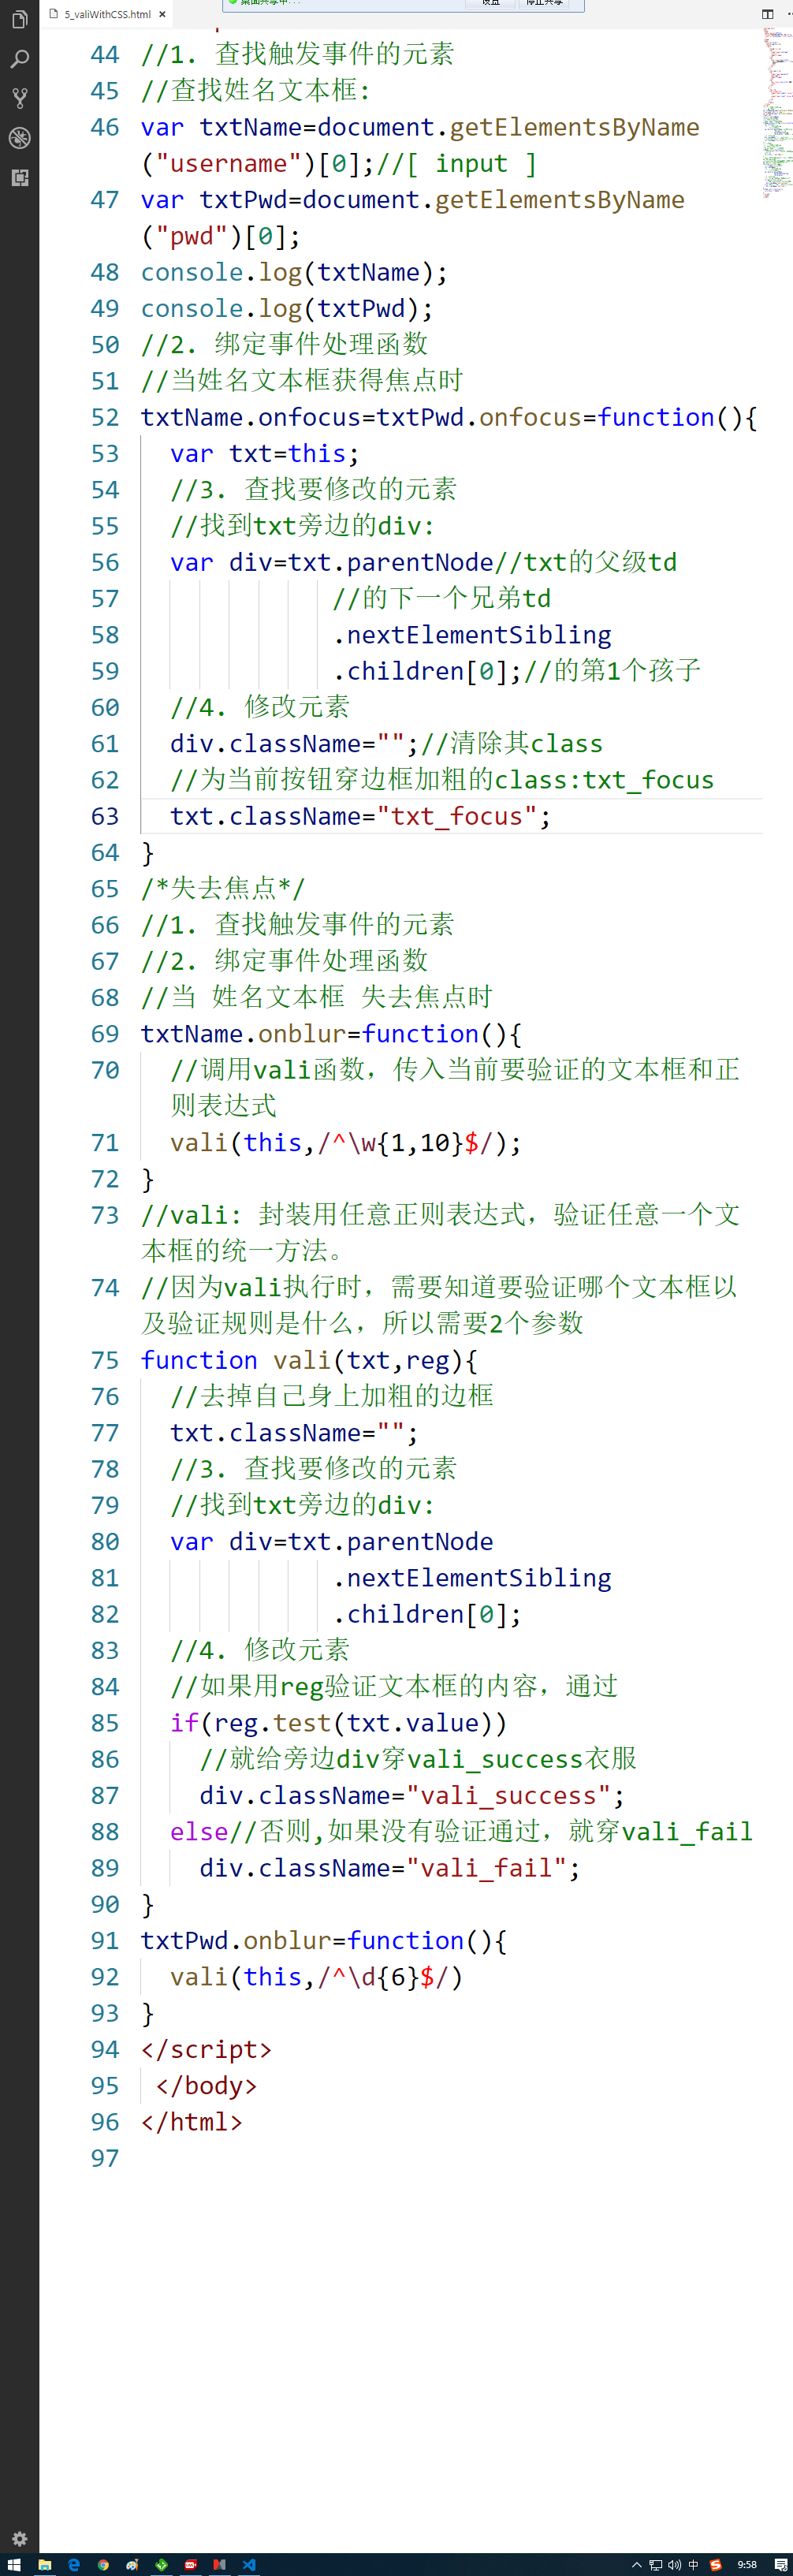 桌面共享中...
设置
停止共享
5_valiWithCSS.html ×
44 //1. 查找触发事件的元素
45 //查找姓名文本框:
46 var txtName=document.getElementsByName
("username")[0];//[ input ]
47 var txtPwd=document.getElementsByName
("pwd")[0];
48 console.log(txtName);
49 console.log(txtPwd);
50 //2. 绑定事件处理函数
51 //当姓名文本框获得焦点时
52 txtName.onfocus=txtPwd.onfocus=function(){
53 var txt=this;
54 //3. 查找要修改的元素
55 //找到txt旁边的div:
56 var div=txt.parentNode//txt的父级td
57 //的下一个兄弟td
58 .nextElementSibling
59 .children[0];//的第1个孩子
60 //4. 修改元素
61 div.className="";//清除其class
62 //为当前按钮穿边框加粗的class:txt_focus
63 txt.className="txt_focus";
64 }
65 /*失去焦点*/
66 //1. 查找触发事件的元素
67 //2. 绑定事件处理函数
68 //当 姓名文本框 失去焦点时
69 txtName.onblur=function(){
70 //调用vali函数，传入当前要验证的文本框和正
则表达式
71 vali(this,/^\w{1,10}$/);
72 }
73 //vali: 封装用任意正则表达式，验证任意一个文
本框的统一方法。
74 //因为vali执行时，需要知道要验证哪个文本框以
及验证规则是什么，所以需要2个参数
75 function vali(txt,reg){
76 //去掉自己身上加粗的边框
77 txt.className="";
78 //3. 查找要修改的元素
79 //找到txt旁边的div:
80 var div=txt.parentNode
81 .nextElementSibling
82 .children[0];
83 //4. 修改元素
84 //如果用reg验证文本框的内容，通过
85 if(reg.test(txt.value))
86 //就给旁边div穿vali_success衣服
87 div.className="vali_success";
88 else//否则,如果没有验证通过，就穿vali_fail
89 div.className="vali_fail";
90 }
91 txtPwd.onblur=function(){
92 vali(this,/^\d{6}$/)
93 }
94 </script>
95 </body>
96 </html>
97
中
9:58